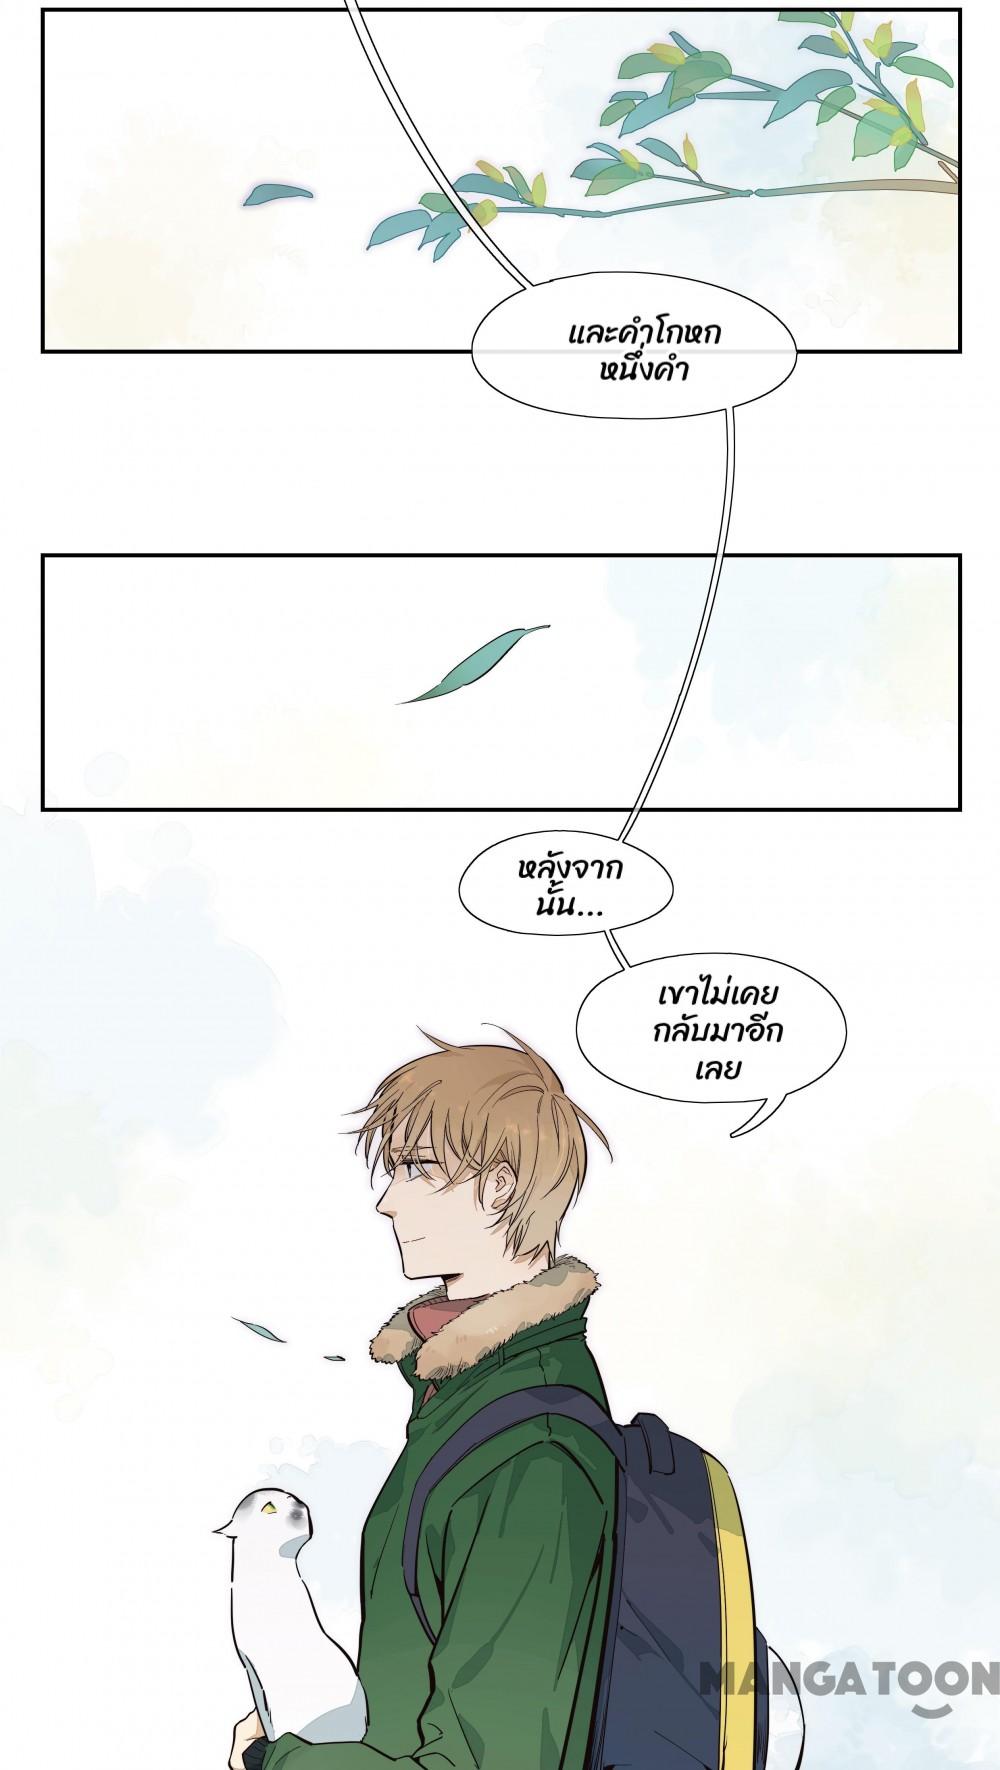 และคำโกหก
หนึ่งคำ
หลังจาก
นั้น...
เขาไม่เคย
กลับมาอีก
เลย
MANGATOON